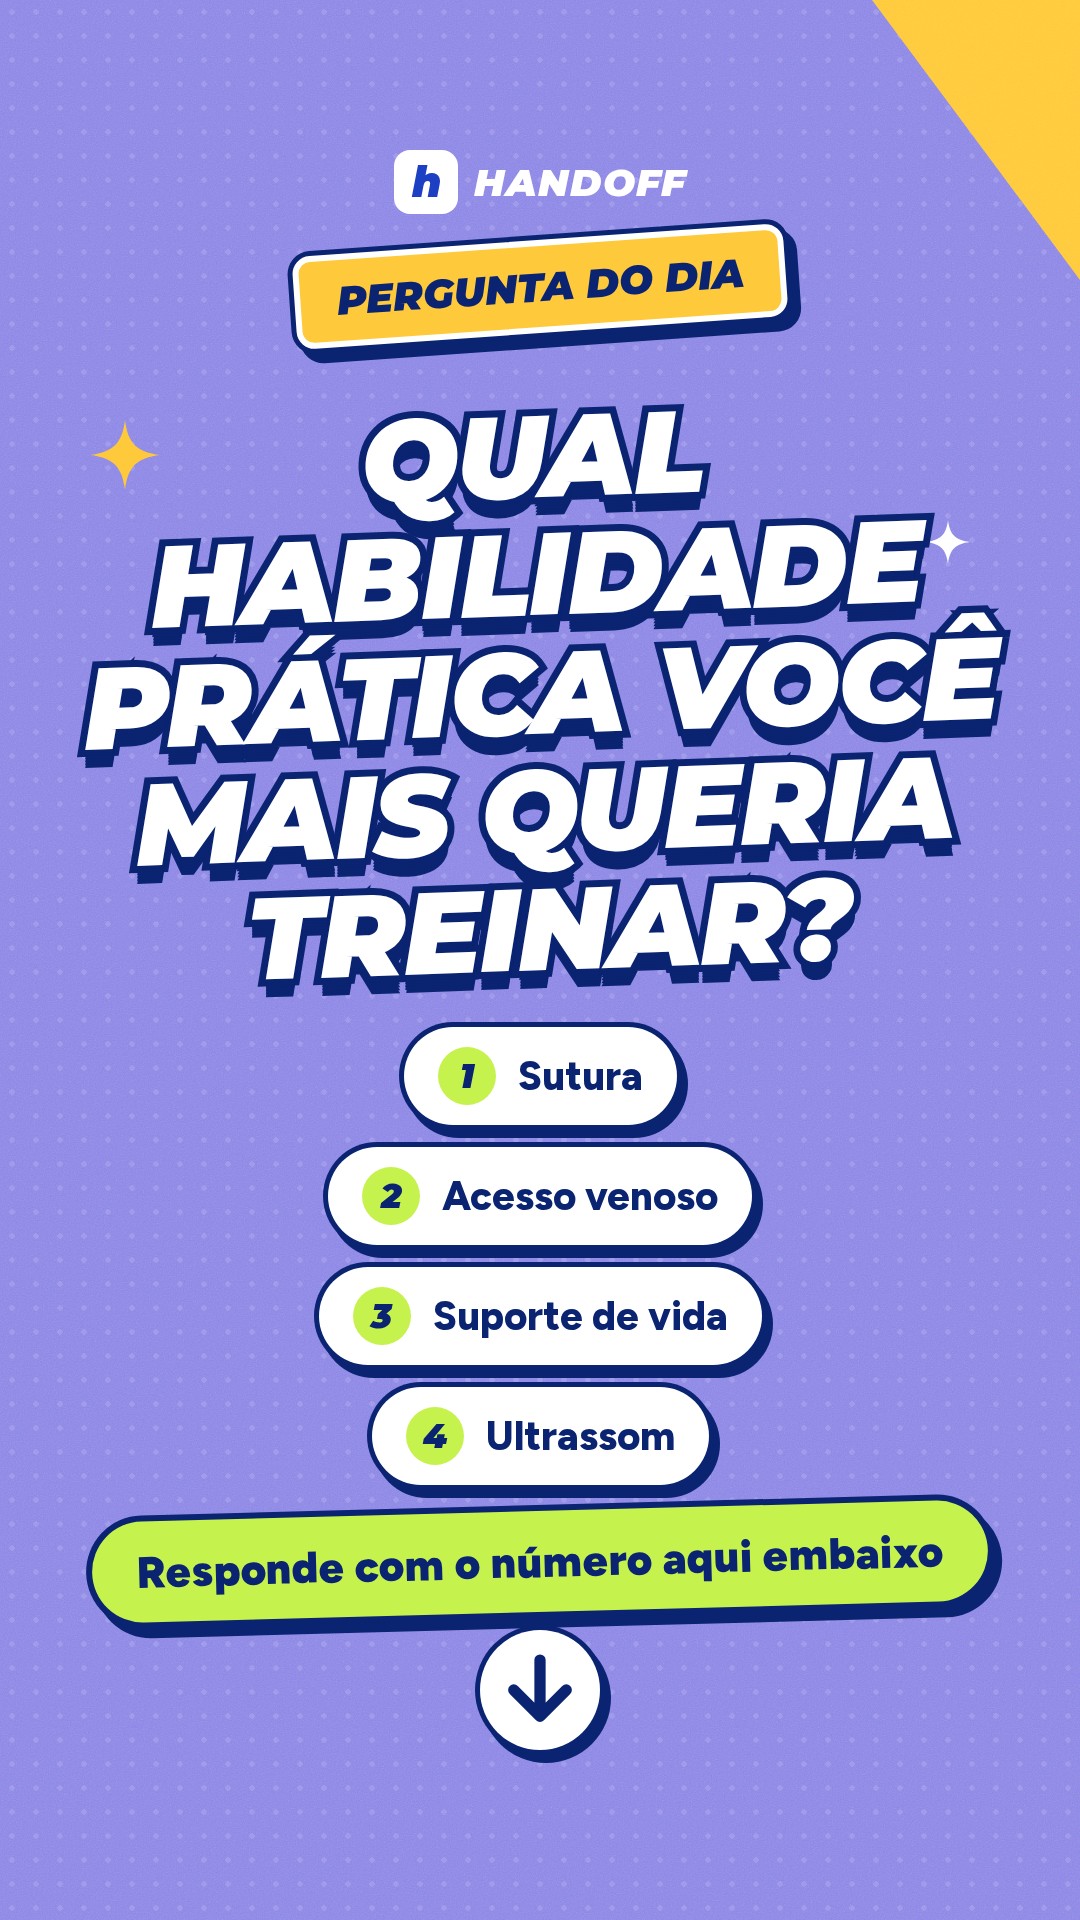 h HANDOFF
PERGUNTA DO DIA
QUAL
HABILIDADE
PRÁTICA VOCÊ
MAIS QUERIA
TREINAR?
1 Sutura
2 Acesso venoso
3 Suporte de vida
4 Ultrassom
Responde com o número aqui embaixo